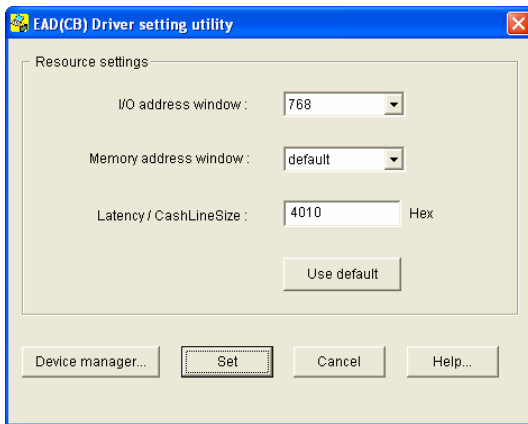 EAD(CB) Driver setting utility
Resource settings
I/O address window : 768
Memory address window : default
Latency / CashLineSize : 4010 Hex
Use default
Device manager... Set Cancel Help...